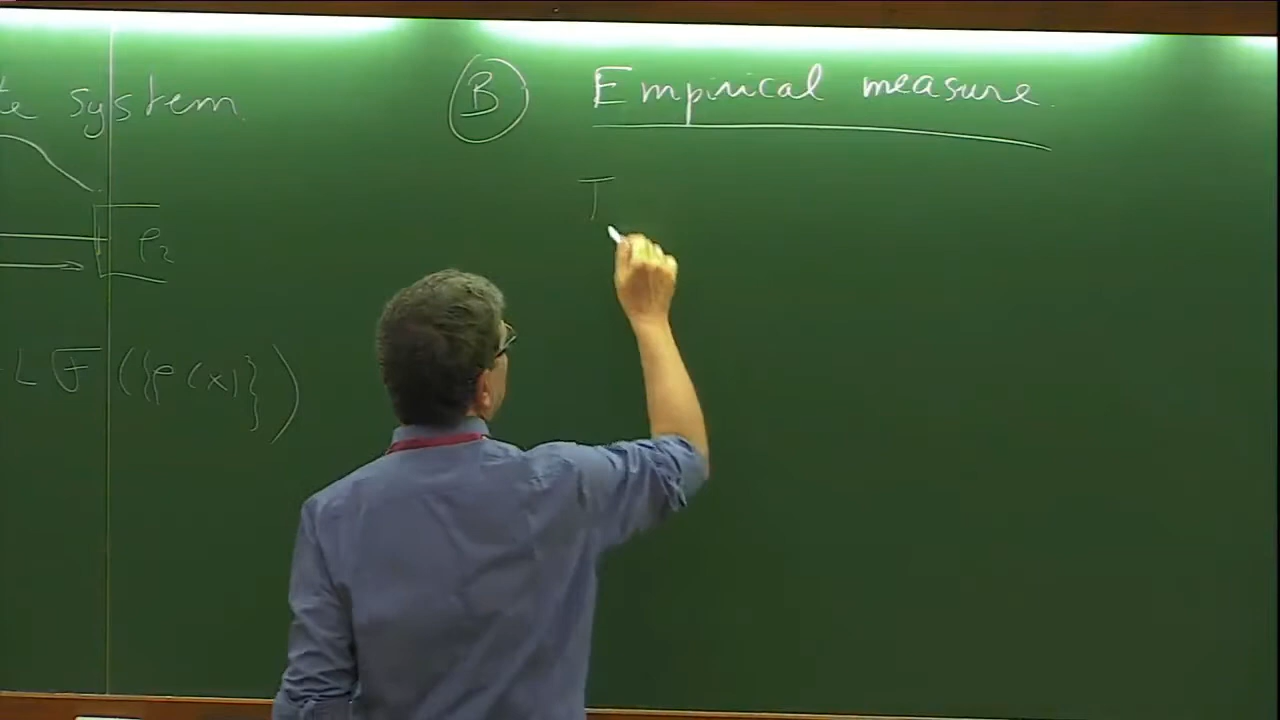 te system
ρ₂
L F ({ρ(x)})
B Empirical measure.
T